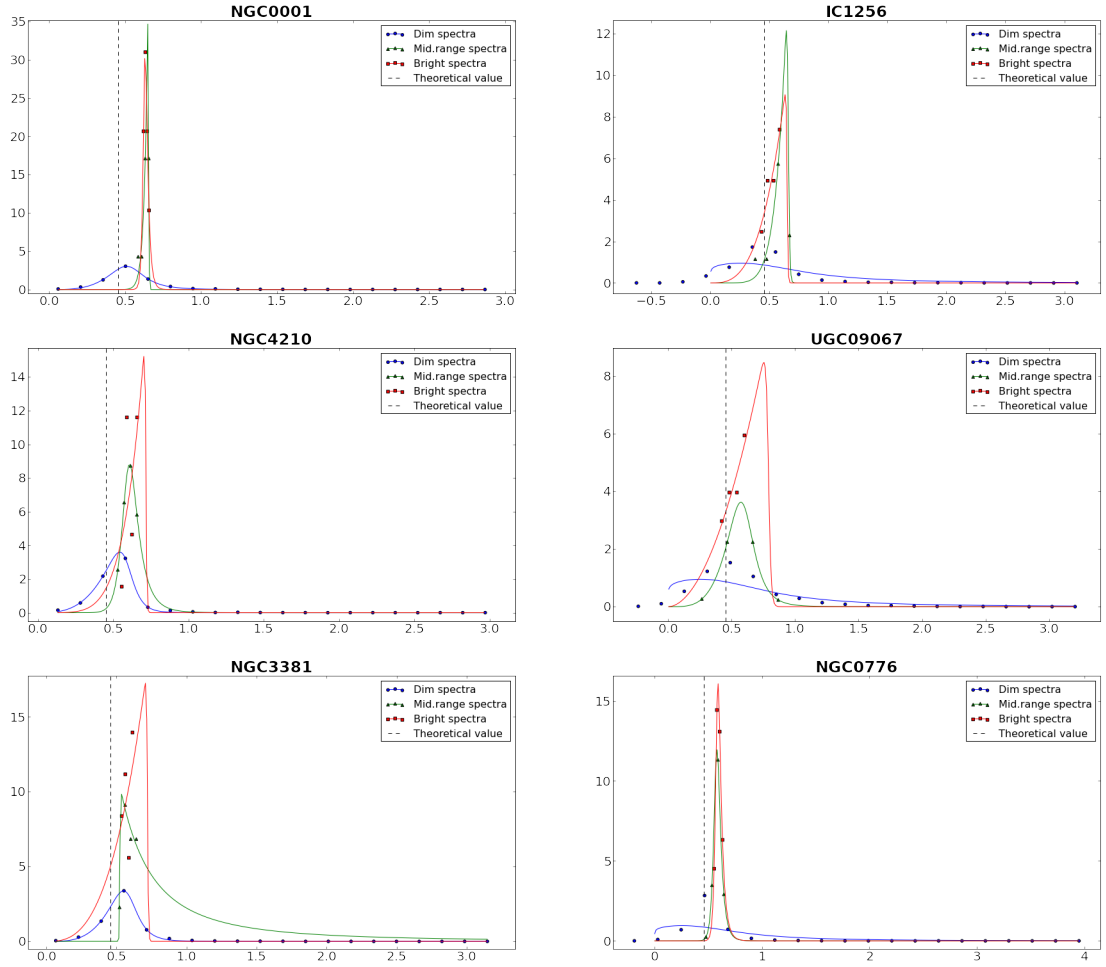 NGC0001
35
30
25
20
15
10
5
0
0.0 0.5 1.0 1.5 2.0 2.5 3.0
Dim spectra
Mid.range spectra
Bright spectra
Theoretical value
IC1256
12
10
8
6
4
2
0
−0.5 0.0 0.5 1.0 1.5 2.0 2.5 3.0
Dim spectra
Mid.range spectra
Bright spectra
Theoretical value
NGC4210
14
12
10
8
6
4
2
0
0.0 0.5 1.0 1.5 2.0 2.5 3.0
Dim spectra
Mid.range spectra
Bright spectra
Theoretical value
UGC09067
8
6
4
2
0
0.0 0.5 1.0 1.5 2.0 2.5 3.0
Dim spectra
Mid.range spectra
Bright spectra
Theoretical value
NGC3381
15
10
5
0
0.0 0.5 1.0 1.5 2.0 2.5 3.0
Dim spectra
Mid.range spectra
Bright spectra
Theoretical value
NGC0776
15
10
5
0
0 1 2 3 4
Dim spectra
Mid.range spectra
Bright spectra
Theoretical value